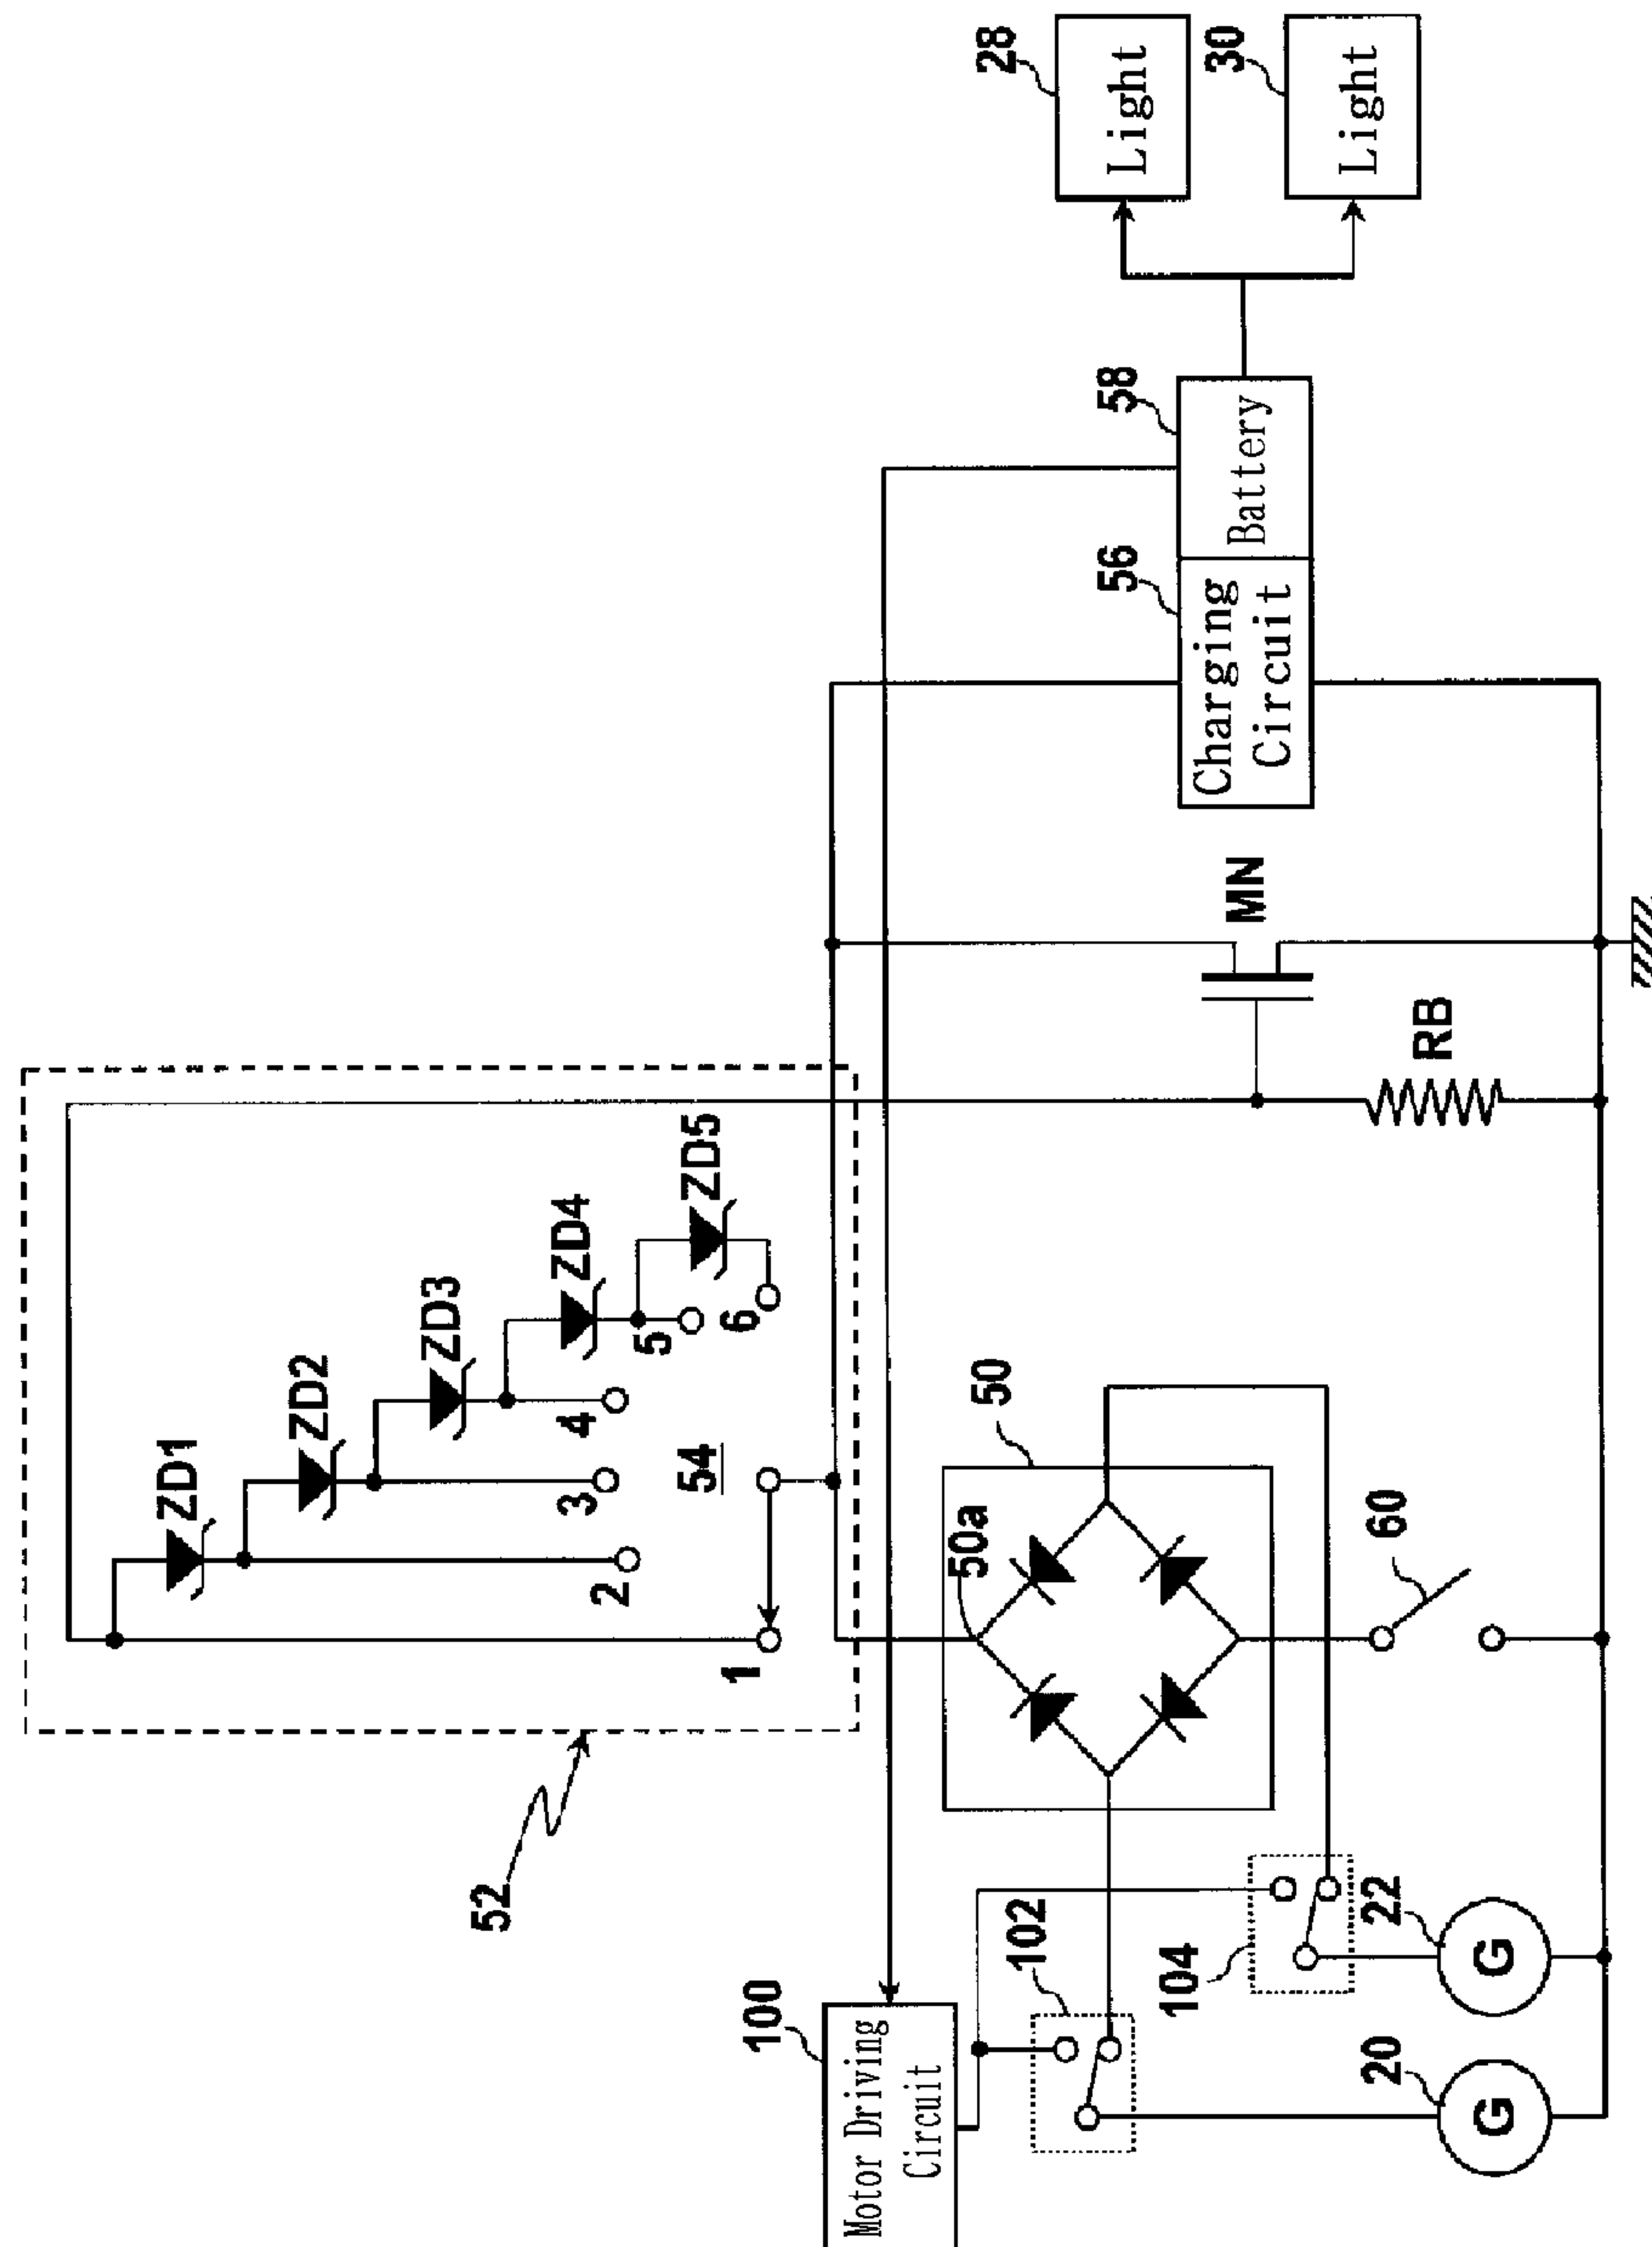 28
Light
30
Light
58
Battery
56
Charging
Circuit
MN
RB
ZD1
ZD2
ZD3
ZD4
ZD5
1
2
3
4
5
6
54
52
50
50a
60
100
Motor Driving
Circuit
102
104
22
G
20
G